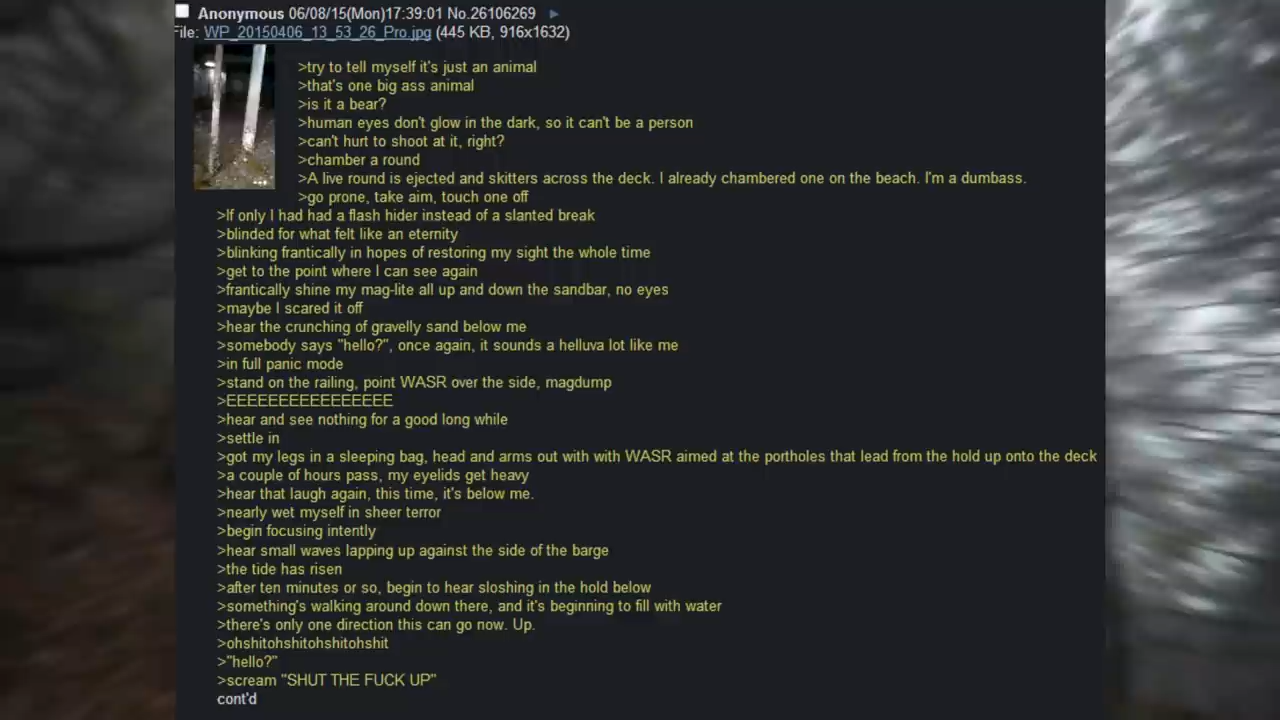 Anonymous 06/08/15(Mon)17:39:01 No.26106269 ▶
File: WP_20150406_13_53_26_Pro.jpg (445 KB, 916x1632)
>try to tell myself it's just an animal
>that's one big ass animal
>is it a bear?
>human eyes don't glow in the dark, so it can't be a person
>can't hurt to shoot at it, right?
>chamber a round
>A live round is ejected and skitters across the deck. I already chambered one on the beach. I'm a dumbass.
>go prone, take aim, touch one off
>If only I had had a flash hider instead of a slanted break
>blinded for what felt like an eternity
>blinking frantically in hopes of restoring my sight the whole time
>get to the point where I can see again
>frantically shine my mag-lite all up and down the sandbar, no eyes
>maybe I scared it off
>hear the crunching of gravelly sand below me
>somebody says "hello?", once again, it sounds a helluva lot like me
>in full panic mode
>stand on the railing, point WASR over the side, magdump
>EEEEEEEEEEEEEEEE
>hear and see nothing for a good long while
>settle in
>got my legs in a sleeping bag, head and arms out with with WASR aimed at the portholes that lead from the hold up onto the deck
>a couple of hours pass, my eyelids get heavy
>hear that laugh again, this time, it's below me.
>nearly wet myself in sheer terror
>begin focusing intently
>hear small waves lapping up against the side of the barge
>the tide has risen
>after ten minutes or so, begin to hear sloshing in the hold below
>something's walking around down there, and it's beginning to fill with water
>there's only one direction this can go now. Up.
>ohshitohshitohshitohshit
>"hello?"
>scream "SHUT THE FUCK UP"
cont'd